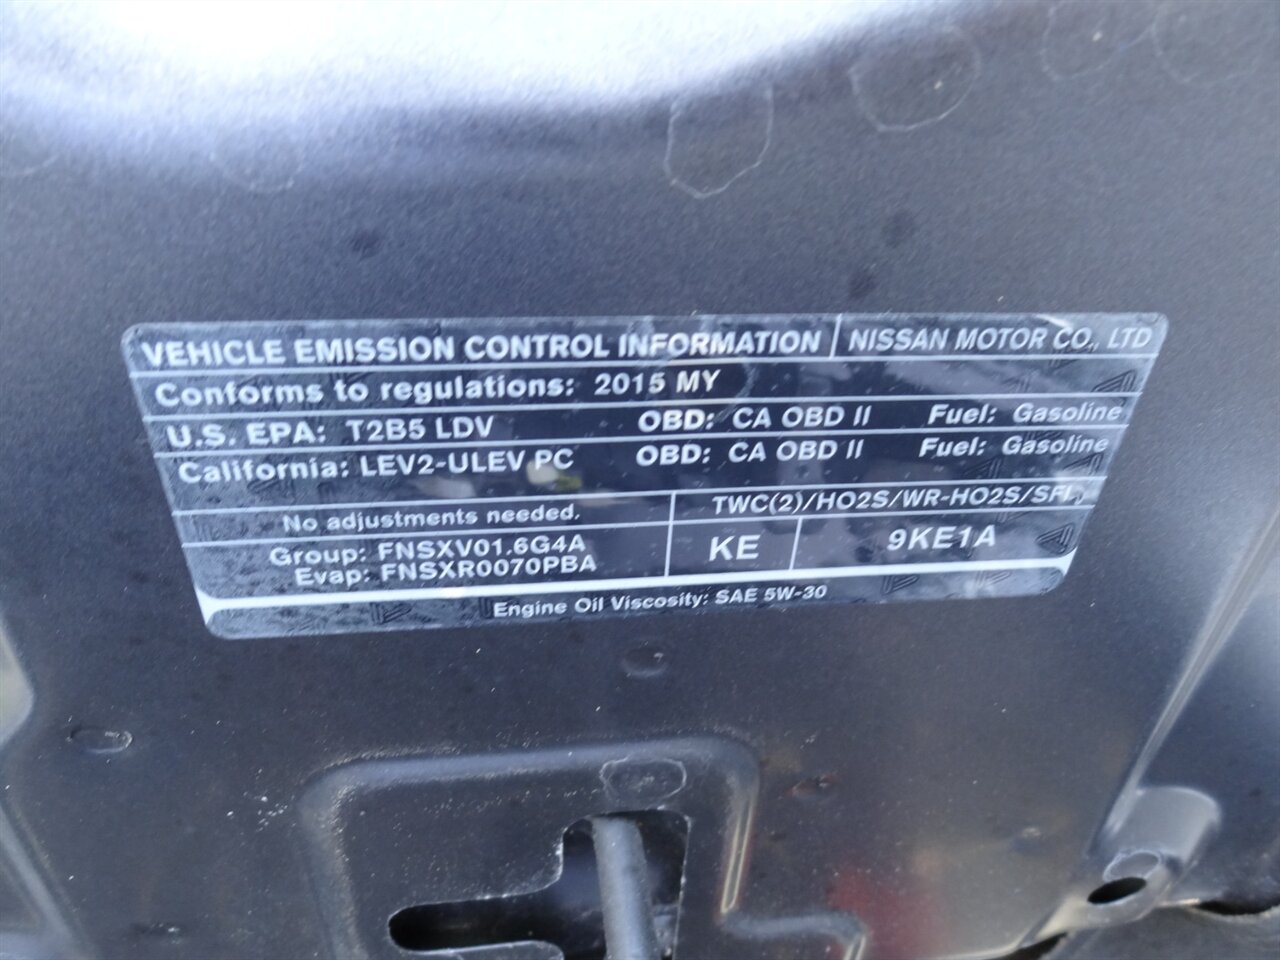 VEHICLE EMISSION CONTROL INFORMATION NISSAN MOTOR CO., LTD
Conforms to regulations: 2015 MY
U.S. EPA: T2B5 LDV OBD: CA OBD II Fuel: Gasoline
California: LEV2-ULEV PC OBD: CA OBD II Fuel: Gasoline
No adjustments needed. TWC(2)/HO2S/WR-HO2S/SFI,
Group: FNSXV01.6G4A KE 9KE1A
Evap: FNSXR0070PBA
Engine Oil Viscosity: SAE 5W-30